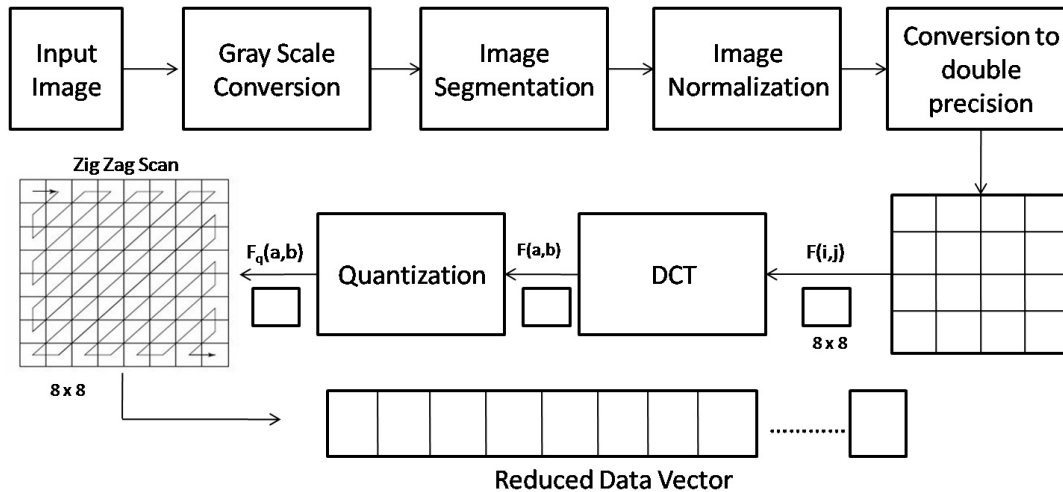 Input
Image
Gray Scale
Conversion
Image
Segmentation
Image
Normalization
Conversion to
double
precision
Zig Zag Scan
8 x 8
Fq(a,b)
Quantization
F(a,b)
DCT
F(i,j)
8 x 8
Reduced Data Vector